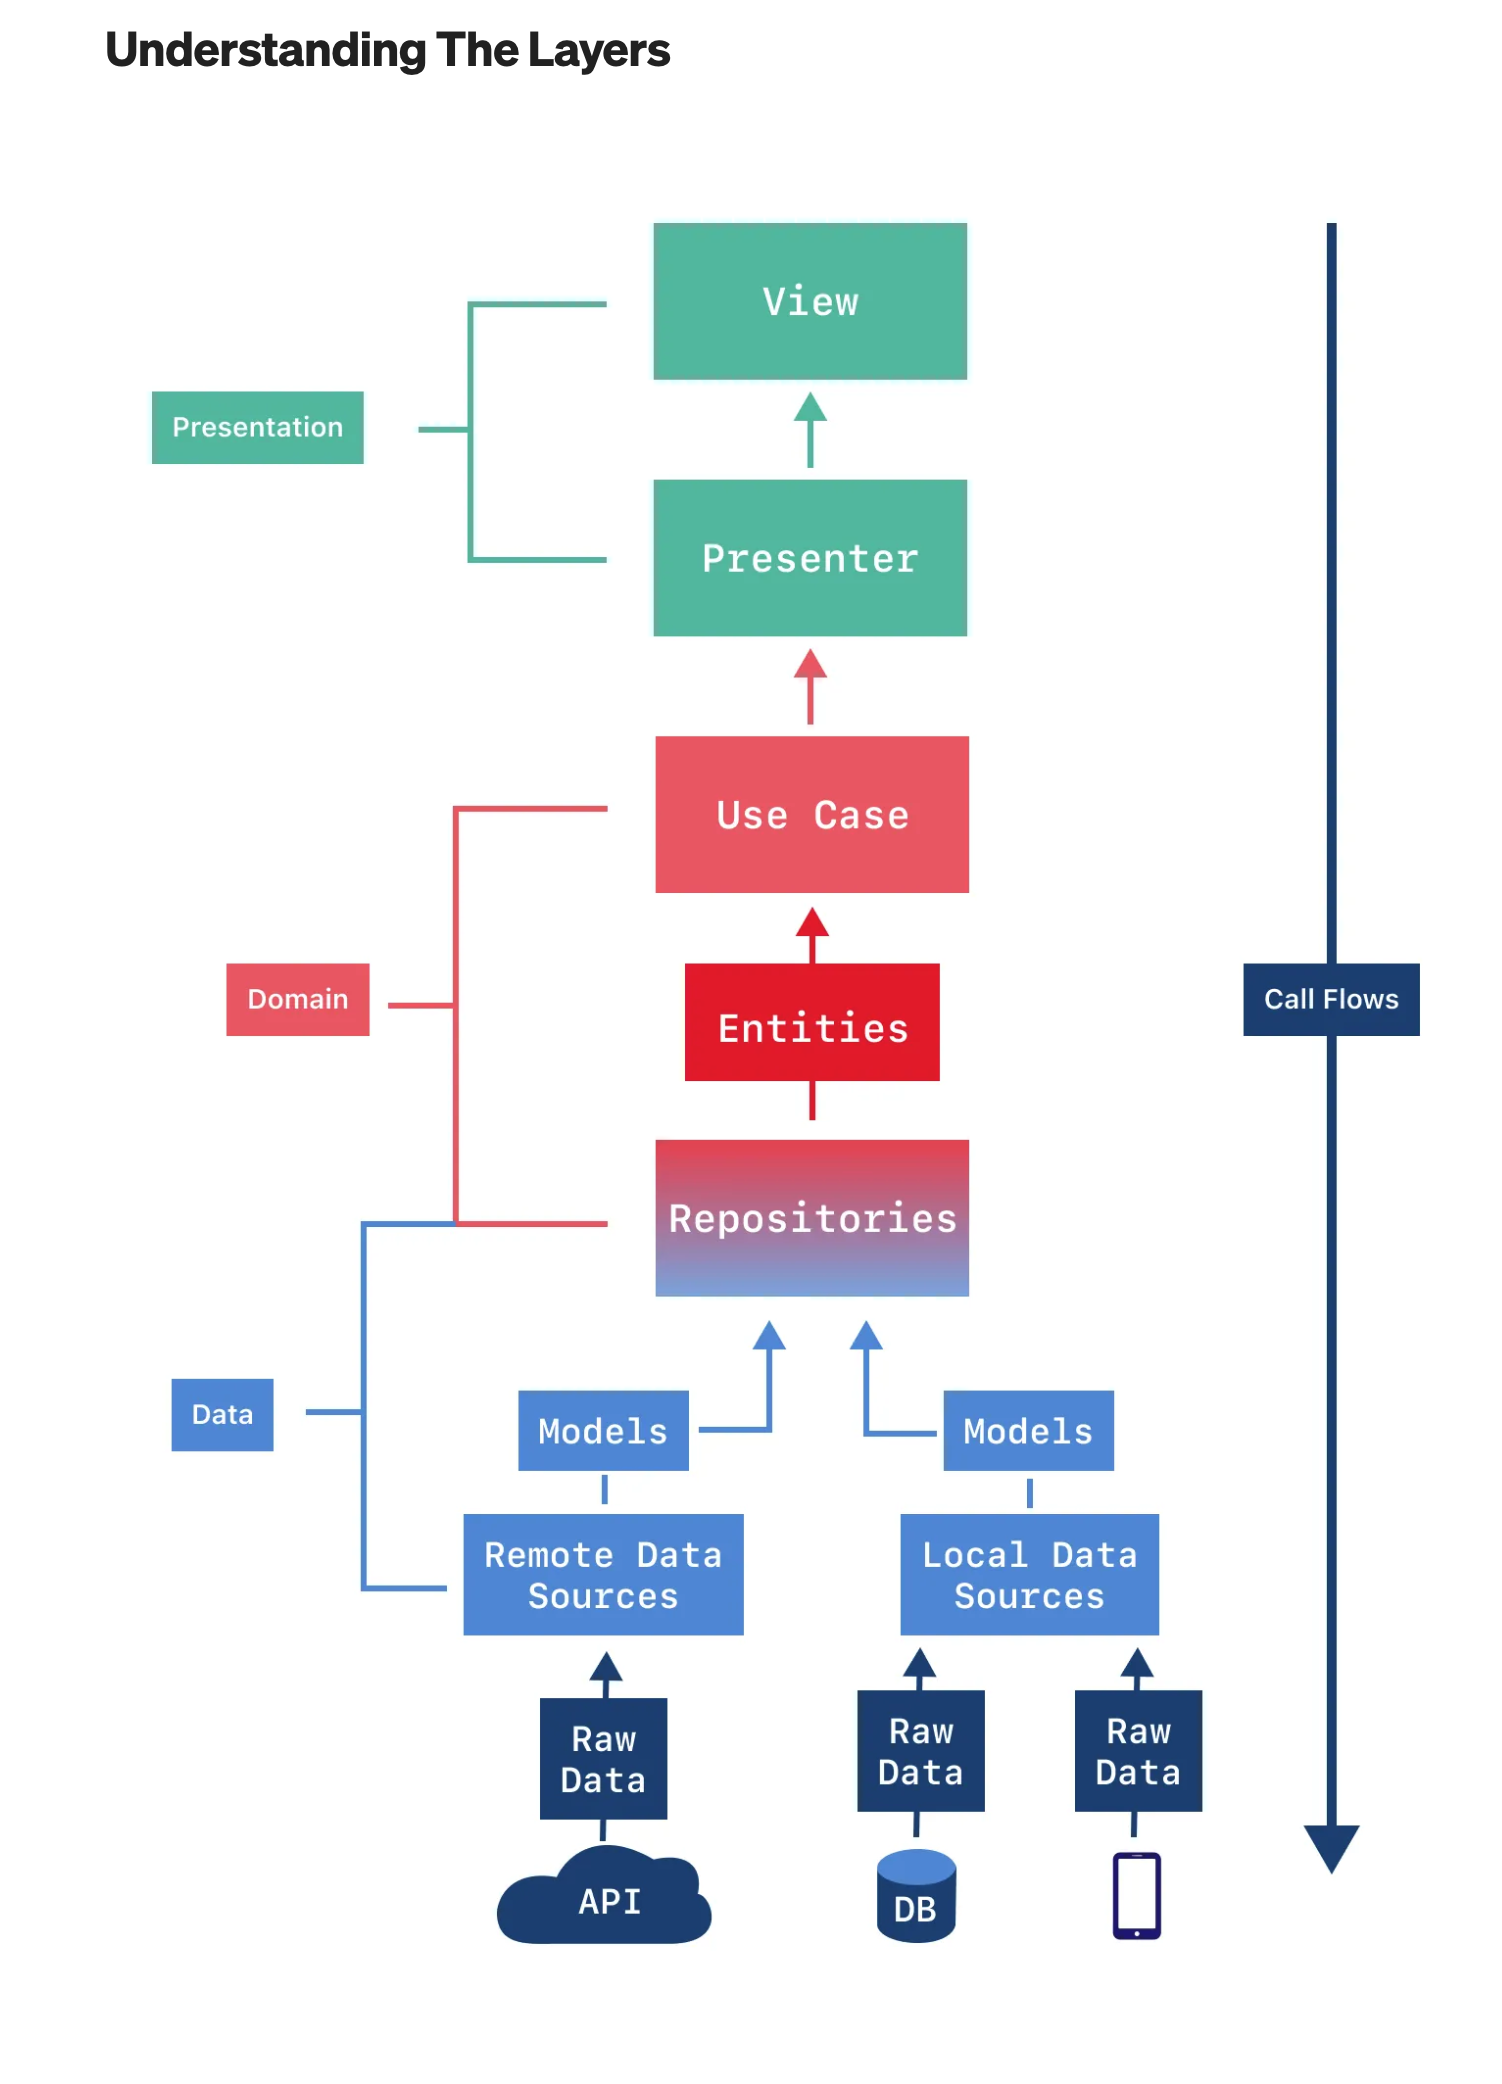 Understanding The Layers
View
Presentation
Presenter
Use Case
Domain
Entities
Call Flows
Repositories
Data
Models
Models
Remote Data
Sources
Local Data
Sources
Raw
Data
Raw
Data
Raw
Data
API
DB